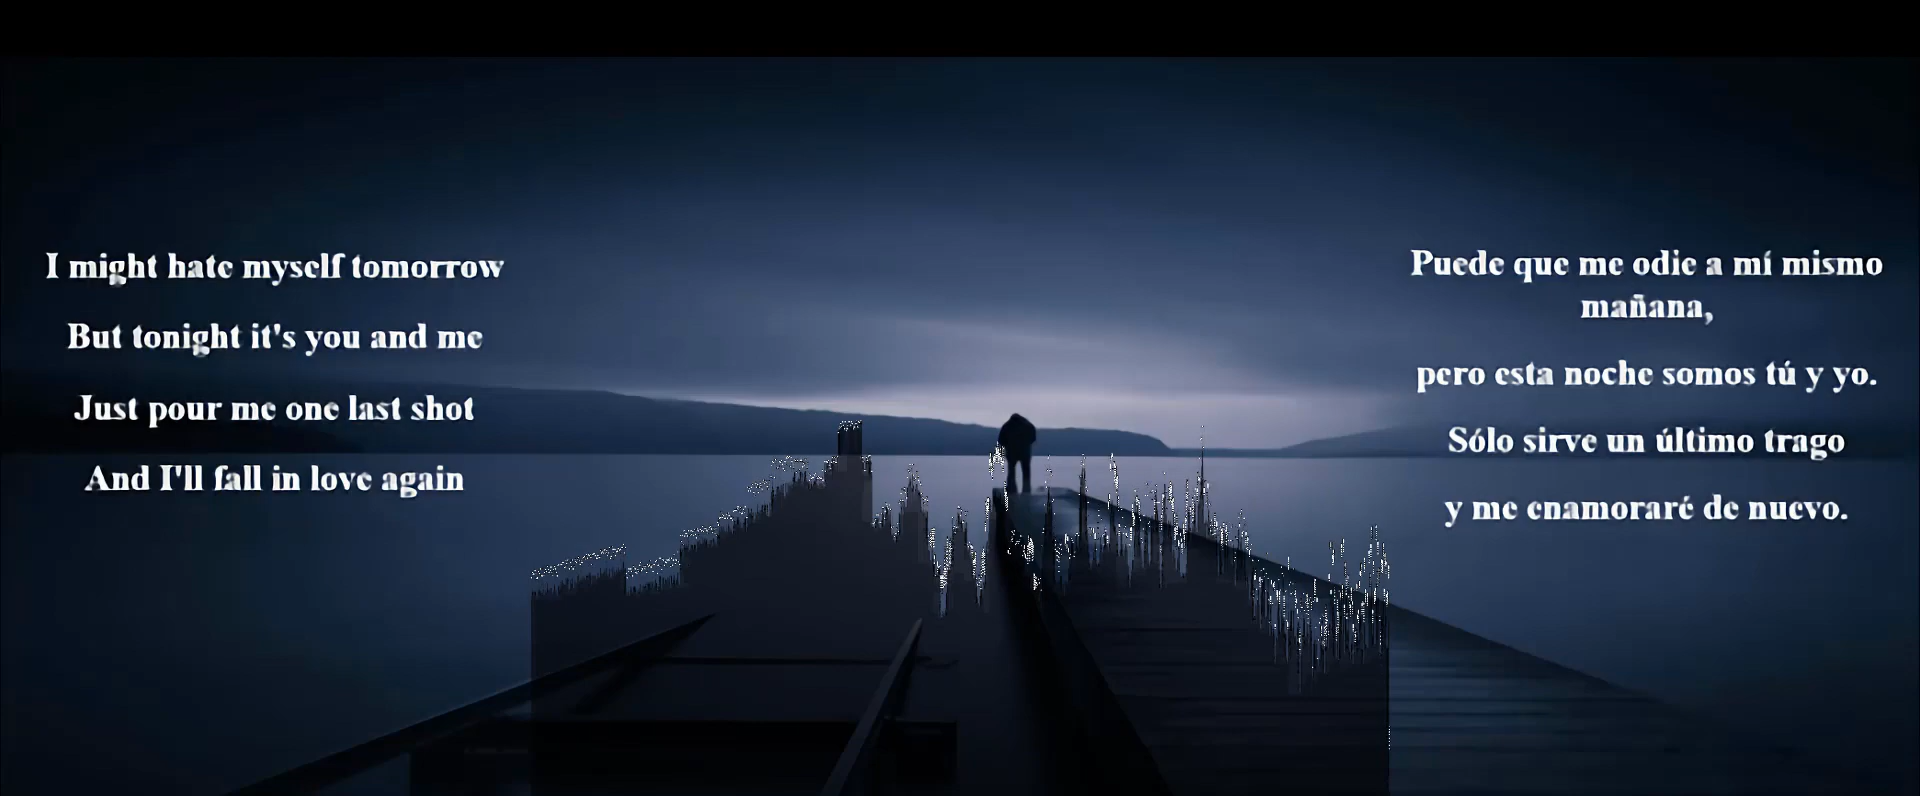 I might hate myself tomorrow
But tonight it's you and me
Just pour me one last shot
And I'll fall in love again
Puede que me odie a mí mismo
mañana,
pero esta noche somos tú y yo.
Sólo sirve un último trago
y me enamoraré de nuevo.